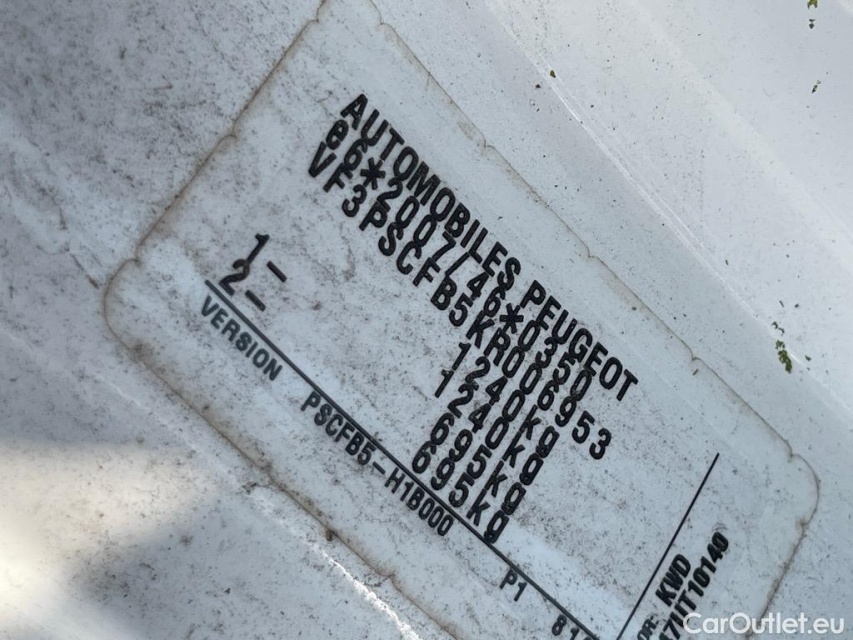 AUTOMOBILES PEUGEOT
e6*2007/46*0350
VF3PSCFB5KR006953
1240kg
1240kg
1- 695kg
2- 695kg
VERSION PSCFB5-H1B000 P1
KWD
CarOutlet.eu